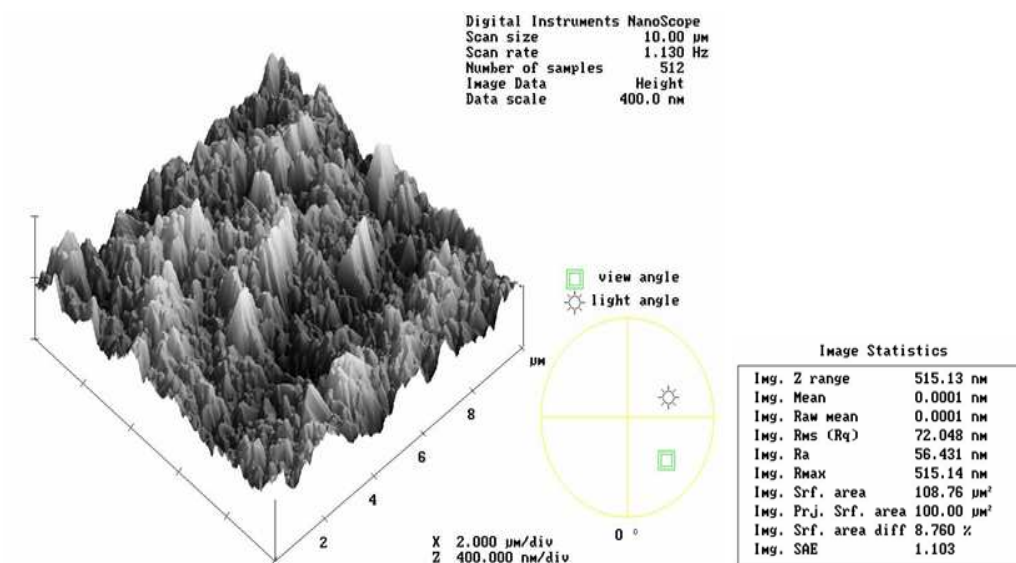 Digital Instruments NanoScope
Scan size 10.00 µm
Scan rate 1.130 Hz
Number of samples 512
Image Data Height
Data scale 400.0 nm
view angle
light angle
µm
8
6
4
2
X 2.000 µm/div
Z 400.000 nm/div
0 °
Image Statistics
Img. Z range 515.13 nm
Img. Mean 0.0001 nm
Img. Raw mean 0.0001 nm
Img. Rms (Rq) 72.048 nm
Img. Ra 56.431 nm
Img. Rmax 515.14 nm
Img. Srf. area 108.76 µm²
Img. Prj. Srf. area 100.00 µm²
Img. Srf. area diff 8.760 %
Img. SAE 1.103